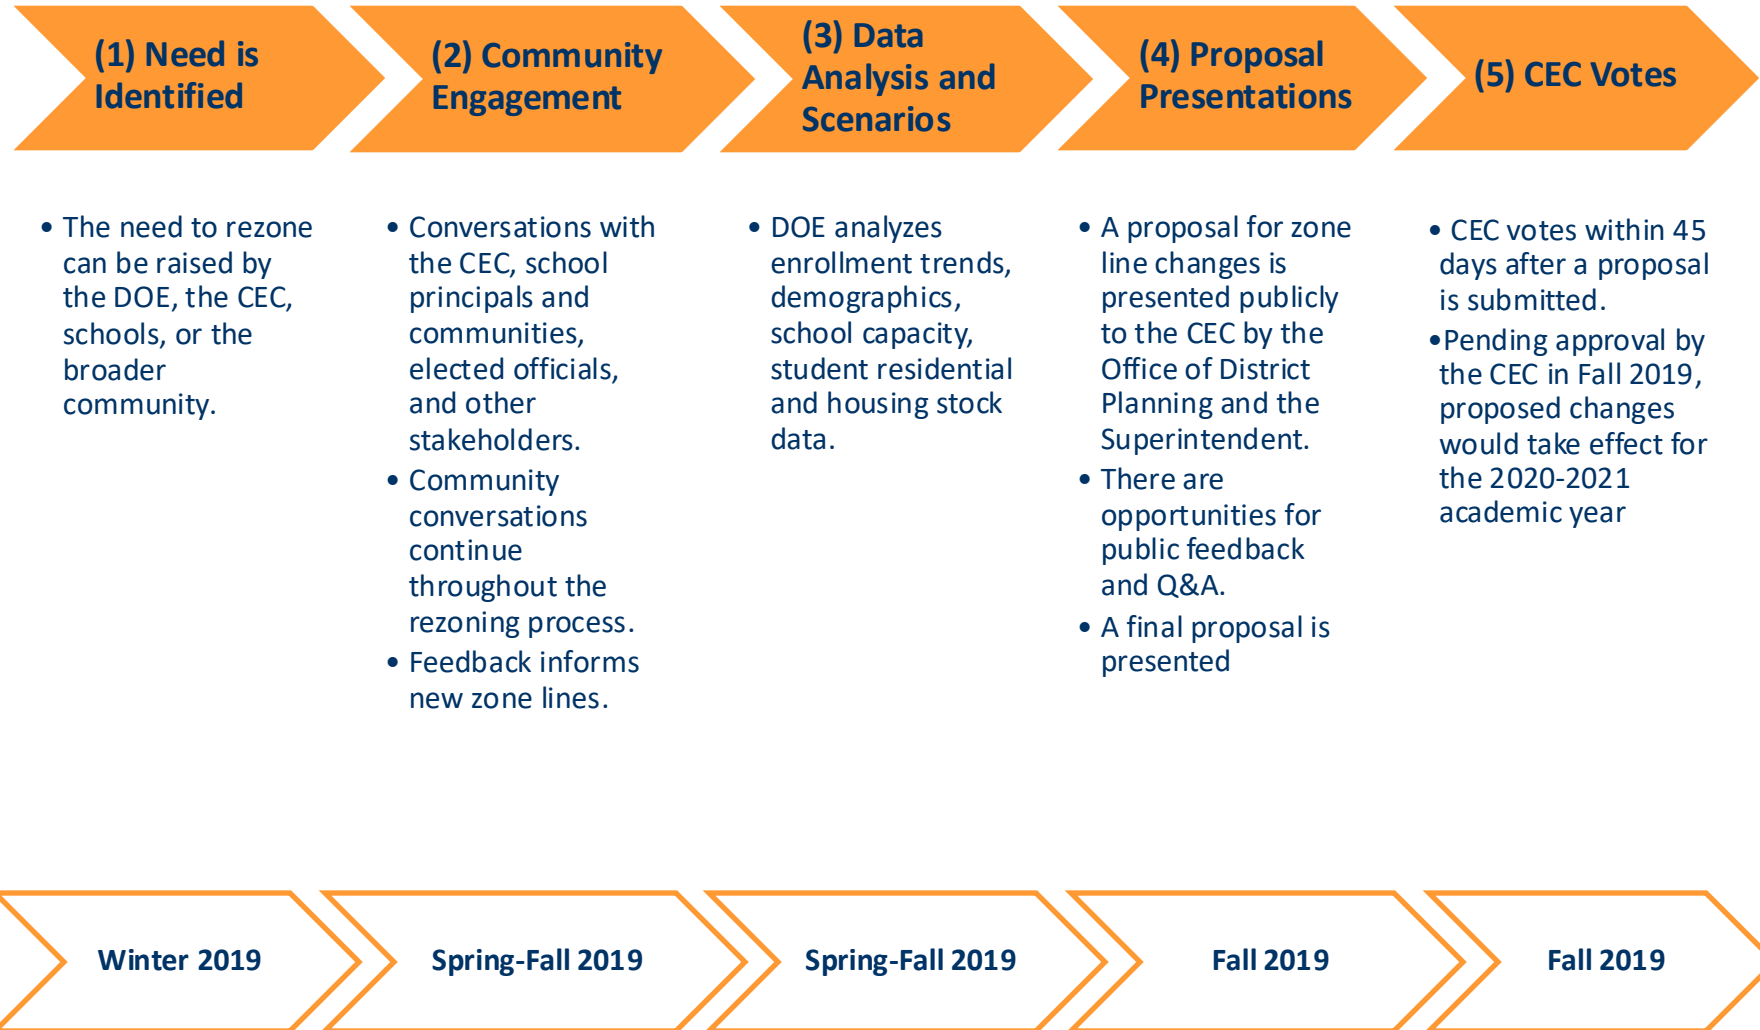 (1) Need is
Identified
(2) Community
Engagement
(3) Data
Analysis and
Scenarios
(4) Proposal
Presentations
(5) CEC Votes
• The need to rezone
can be raised by
the DOE, the CEC,
schools, or the
broader
community.
• Conversations with
the CEC, school
principals and
communities,
elected officials,
and other
stakeholders.
• Community
conversations
continue
throughout the
rezoning process.
• Feedback informs
new zone lines.
• DOE analyzes
enrollment trends,
demographics,
school capacity,
student residential
and housing stock
data.
• A proposal for zone
line changes is
presented publicly
to the CEC by the
Office of District
Planning and the
Superintendent.
• There are
opportunities for
public feedback
and Q&A.
• A final proposal is
presented
• CEC votes within 45
days after a proposal
is submitted.
•Pending approval by
the CEC in Fall 2019,
proposed changes
would take effect for
the 2020-2021
academic year
Winter 2019
Spring-Fall 2019
Spring-Fall 2019
Fall 2019
Fall 2019